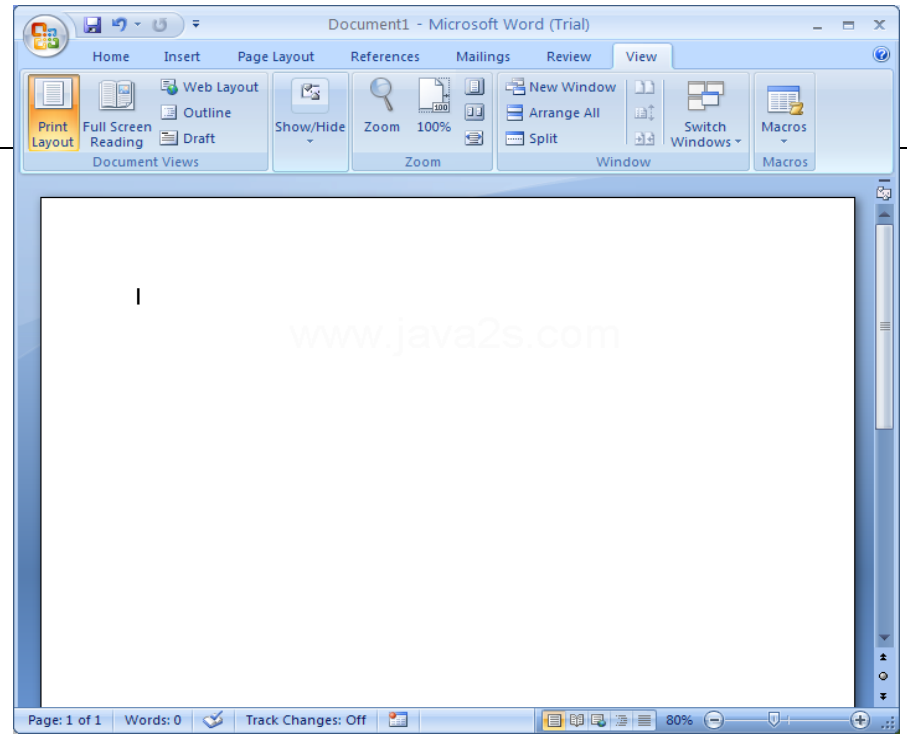 Document1 - Microsoft Word (Trial)
Home Insert Page Layout References Mailings Review View
Print Layout
Full Screen Reading
Web Layout
Outline
Draft
Document Views
Show/Hide
Zoom
100
100%
Zoom
New Window
Arrange All
Split
Switch Windows
Window
Macros
Macros
www.java2s.com
Page: 1 of 1 Words: 0 Track Changes: Off 80%